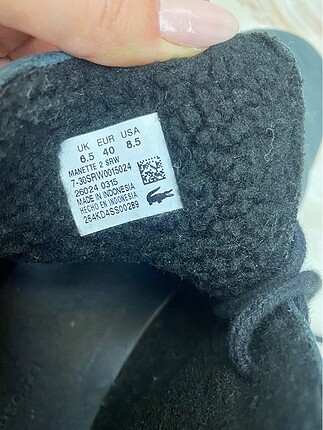 UK EUR USA
6.5 40 8.5
MANETTE 2 SRW
7-30SRW0015024
26024 0315
MADE IN INDONESIA
HECHO EN INDONESIA
264KD4SS00289